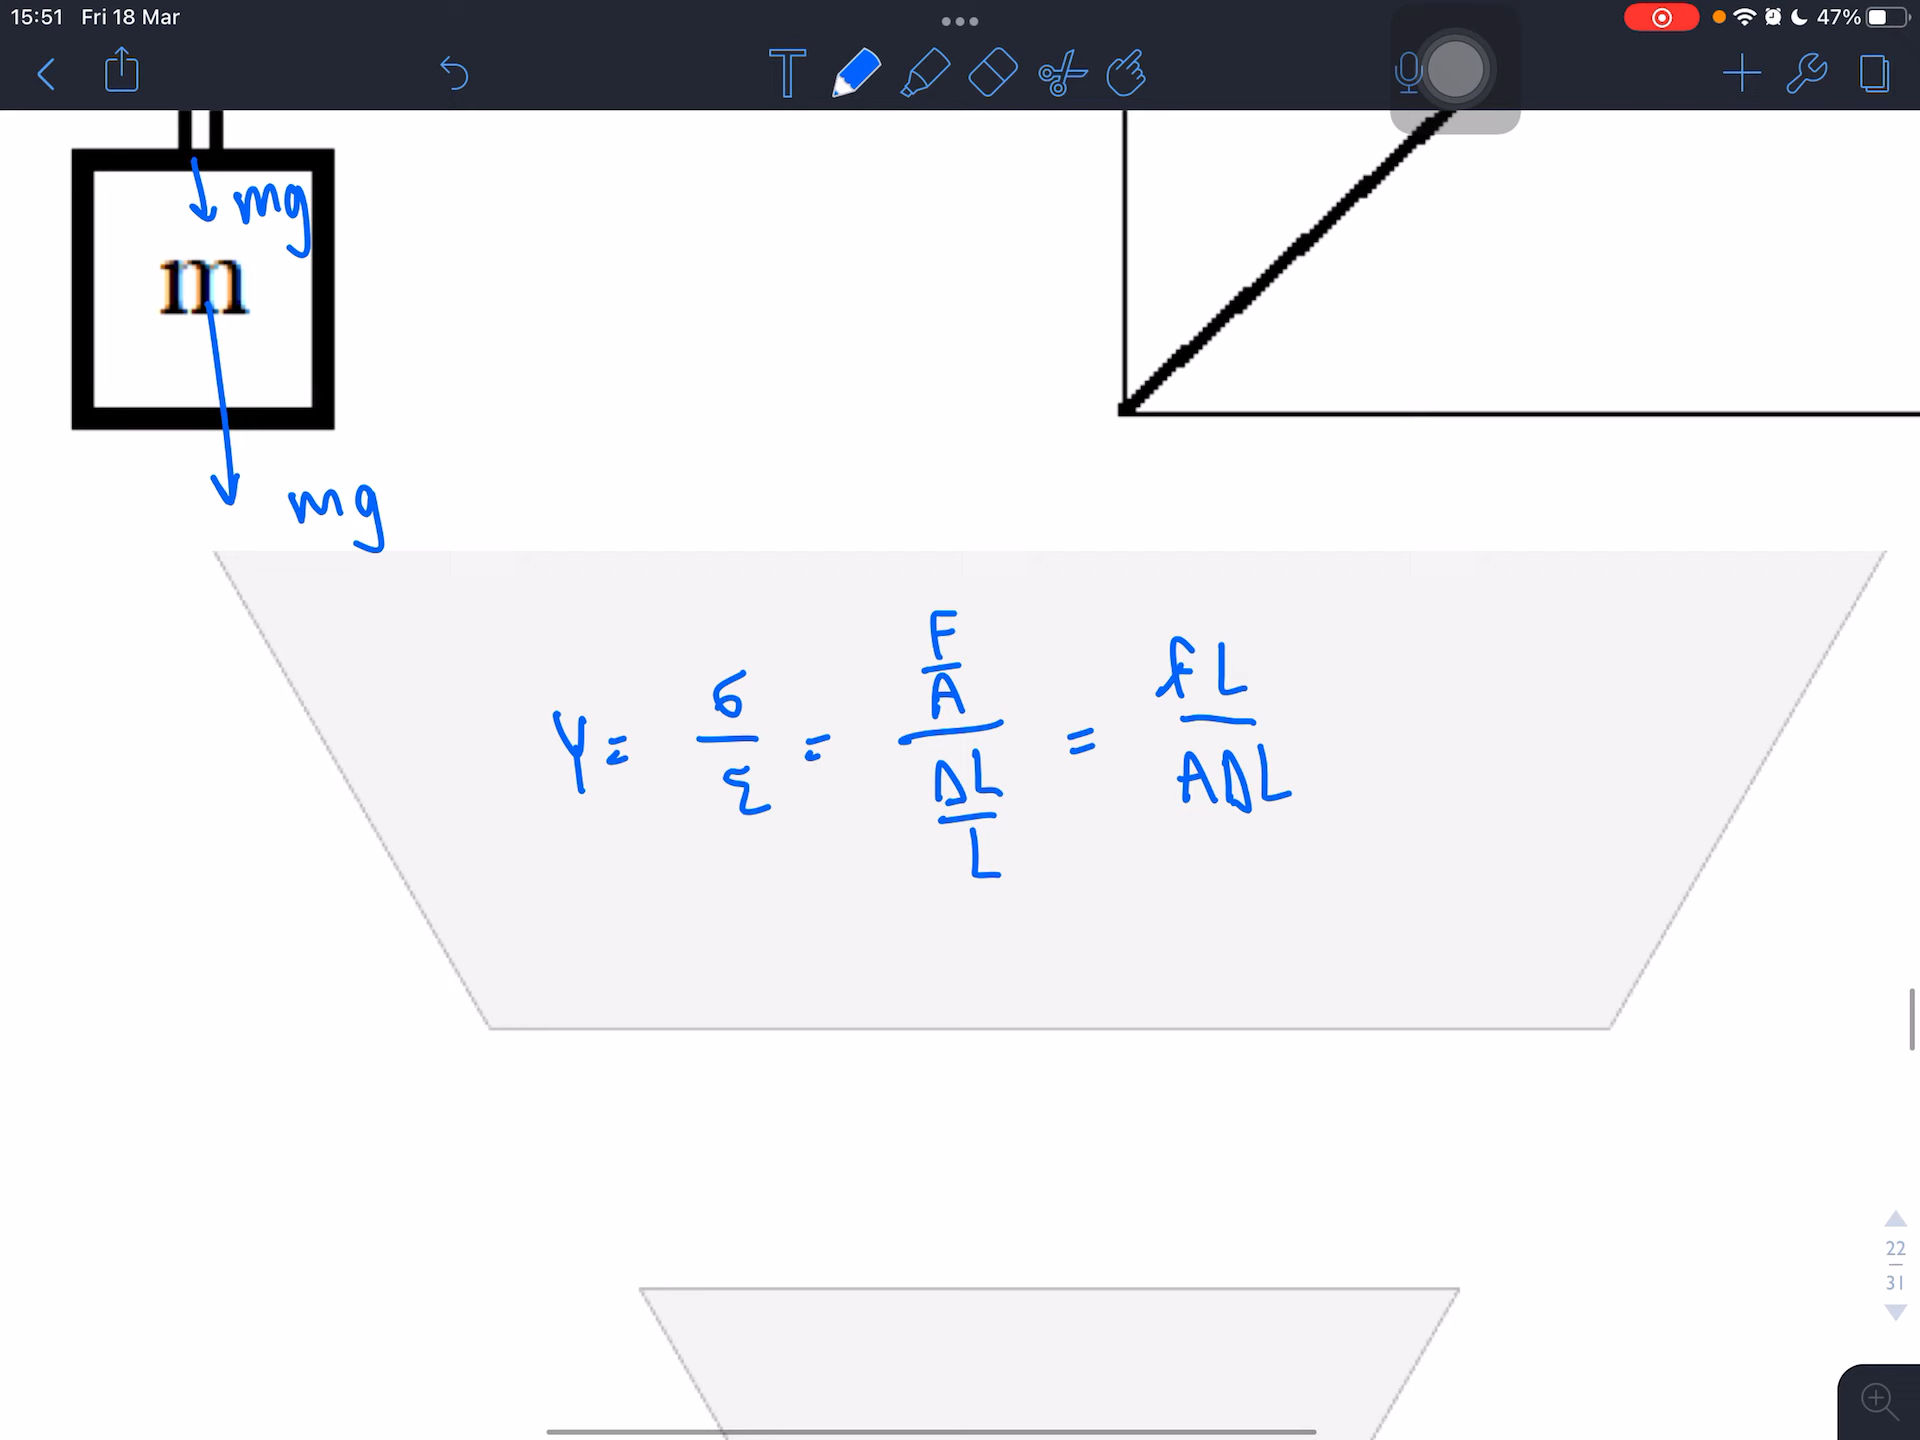 15:51 Fri 18 Mar
47%
T
mg
m
mg
Y = σ/ε = (F/A)/(ΔL/L) = FL/AΔL
22
31